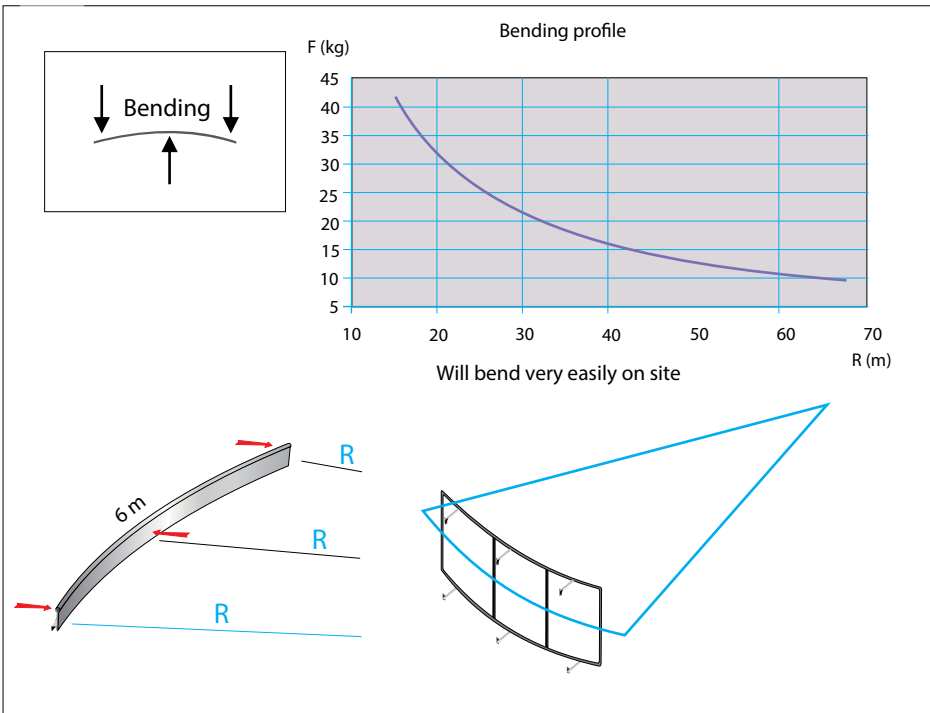 Bending profile
F (kg)
Bending
45
40
35
30
25
20
15
10
5
10 20 30 40 50 60 70
R (m)
Will bend very easily on site
6 m
R
R
R